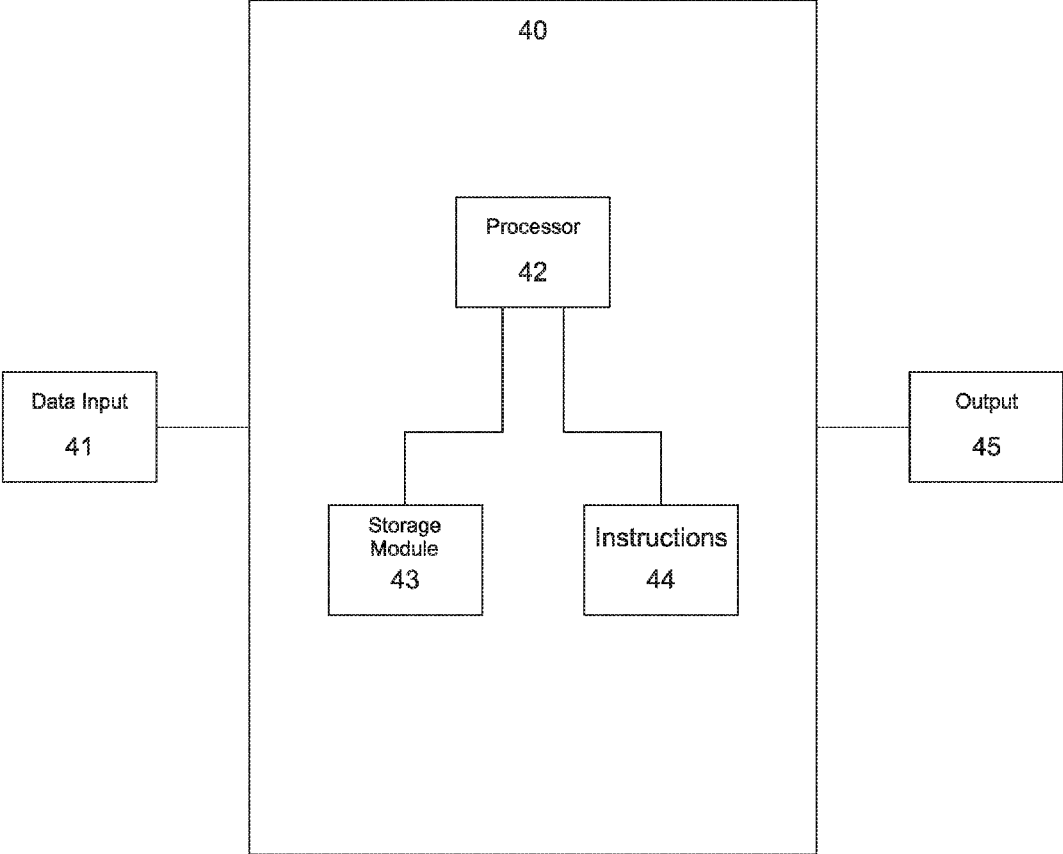 40
Processor
42
Data Input
41
Output
45
Storage
Module
43
Instructions
44